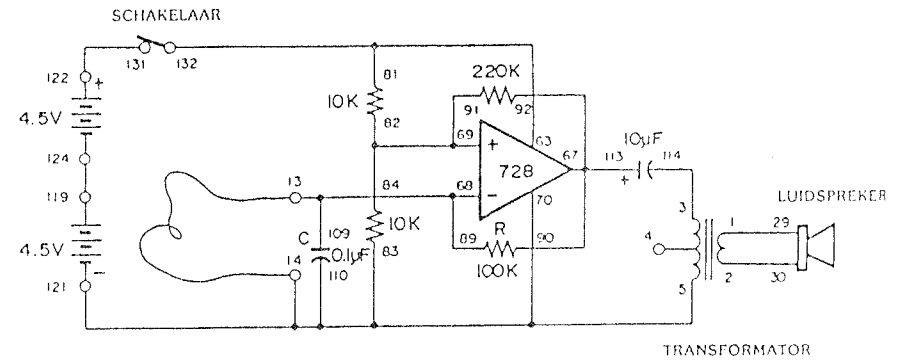 SCHAKELAAR
131 132
122 +
4.5V
124
119
4.5V
121 −
13
14
C 109
0.1µF
110
81
10K
82
84
10K
83
220K
91 92
69 + 63
728 67
68 − 70
R
89 90
100K
10µF
113 114
+
3
4
5
1
2
29
30
LUIDSPREKER
TRANSFORMATOR